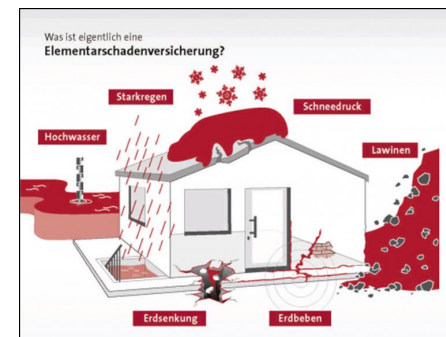 Was ist eigentlich eine
Elementarschadenversicherung?
Starkregen
Schneedruck
Hochwasser
Lawinen
Erdsenkung
Erdbeben